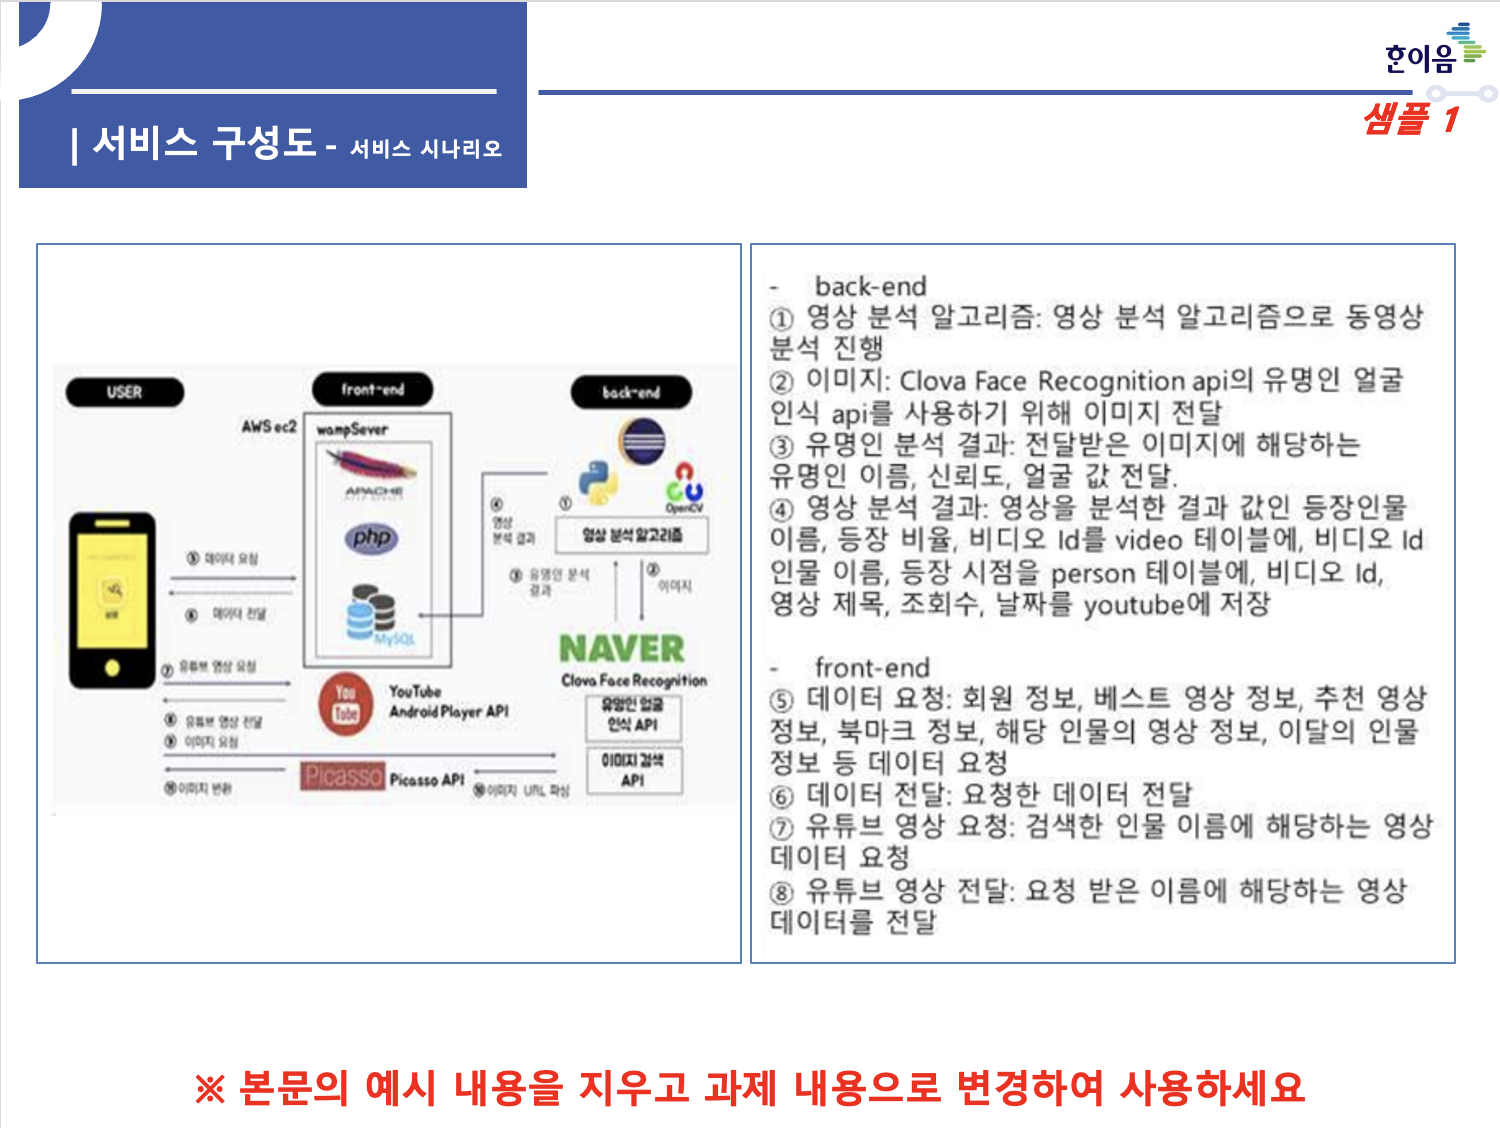 한이음
샘플 1
| 서비스 구성도 - 서비스 시나리오
USER
front-end
back-end
AWS ec2
wampSever
APACHE
php
MySQL
OpenCV
①
영상 분석 알고리즘
④
영상
분석 결과
③ 유명인 분석
결과
②
이미지
⑤ 데이터 요청
⑥ 데이터 전달
⑦ 유튜브 영상 요청
⑧ 유튜브 영상 전달
⑨ 이미지 요청
⑪이미지 변환
You
Tube
YouTube
Android Player API
Picasso
Picasso API
⑩이미지 URL 파싱
NAVER
Clova Face Recognition
유명인 얼굴
인식 API
이미지 검색
API
- back-end
① 영상 분석 알고리즘: 영상 분석 알고리즘으로 동영상
분석 진행
② 이미지: Clova Face Recognition api의 유명인 얼굴
인식 api를 사용하기 위해 이미지 전달
③ 유명인 분석 결과: 전달받은 이미지에 해당하는
유명인 이름, 신뢰도, 얼굴 값 전달.
④ 영상 분석 결과: 영상을 분석한 결과 값인 등장인물
이름, 등장 비율, 비디오 Id를 video 테이블에, 비디오 Id
인물 이름, 등장 시점을 person 테이블에, 비디오 Id,
영상 제목, 조회수, 날짜를 youtube에 저장
- front-end
⑤ 데이터 요청: 회원 정보, 베스트 영상 정보, 추천 영상
정보, 북마크 정보, 해당 인물의 영상 정보, 이달의 인물
정보 등 데이터 요청
⑥ 데이터 전달: 요청한 데이터 전달
⑦ 유튜브 영상 요청: 검색한 인물 이름에 해당하는 영상
데이터 요청
⑧ 유튜브 영상 전달: 요청 받은 이름에 해당하는 영상
데이터를 전달
※ 본문의 예시 내용을 지우고 과제 내용으로 변경하여 사용하세요